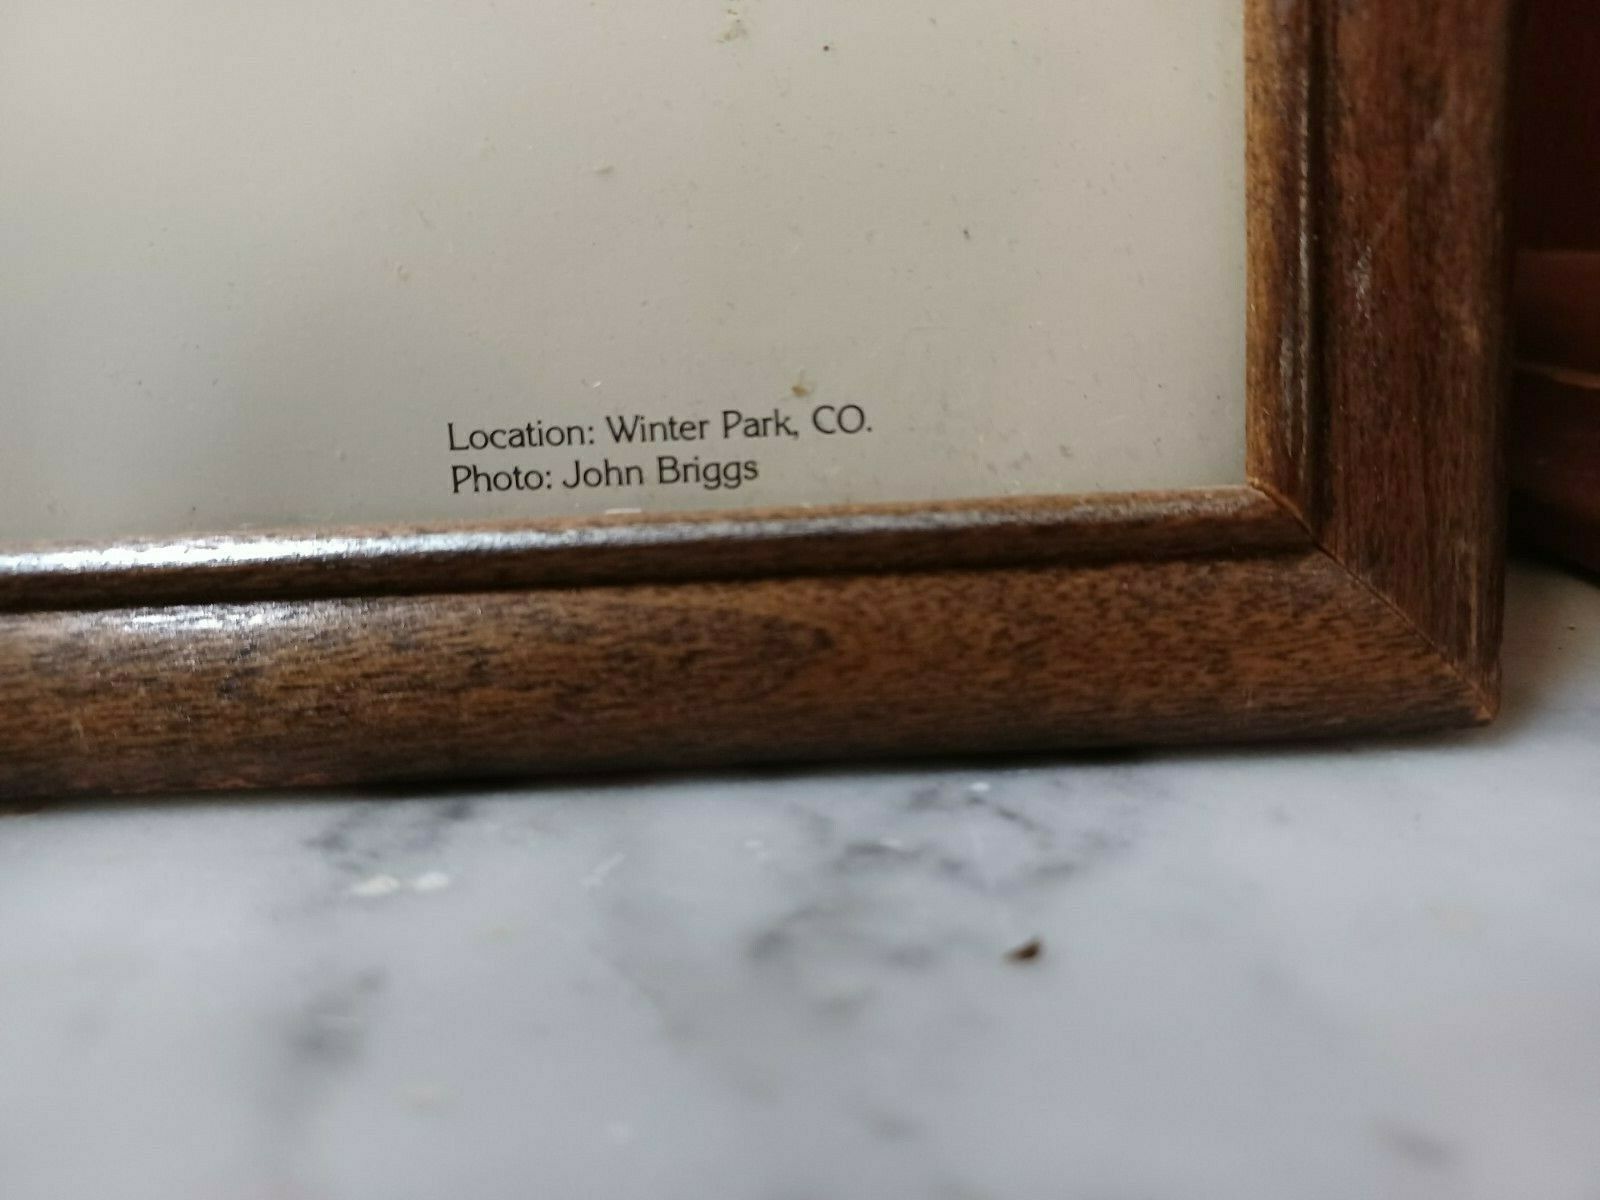 Location: Winter Park, CO.
Photo: John Briggs